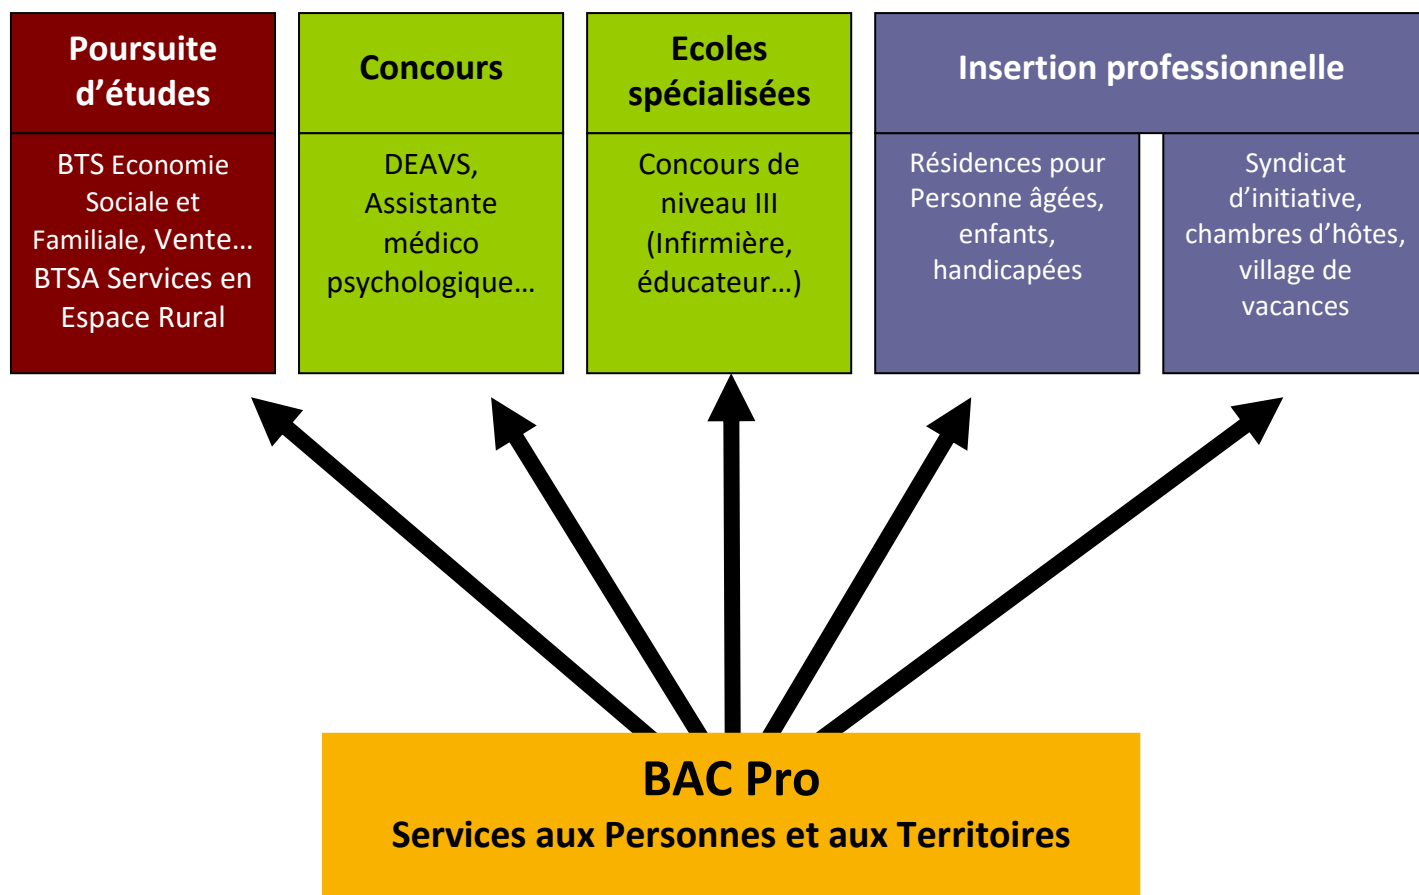 Poursuite
d’études
BTS Economie
Sociale et
Familiale, Vente…
BTSA Services en
Espace Rural
Concours
DEAVS,
Assistante
médico
psychologique…
Ecoles
spécialisées
Concours de
niveau III
(Infirmière,
éducateur…)
Insertion professionnelle
Résidences pour
Personne âgées,
enfants,
handicapées
Syndicat
d’initiative,
chambres d’hôtes,
village de
vacances
BAC Pro
Services aux Personnes et aux Territoires